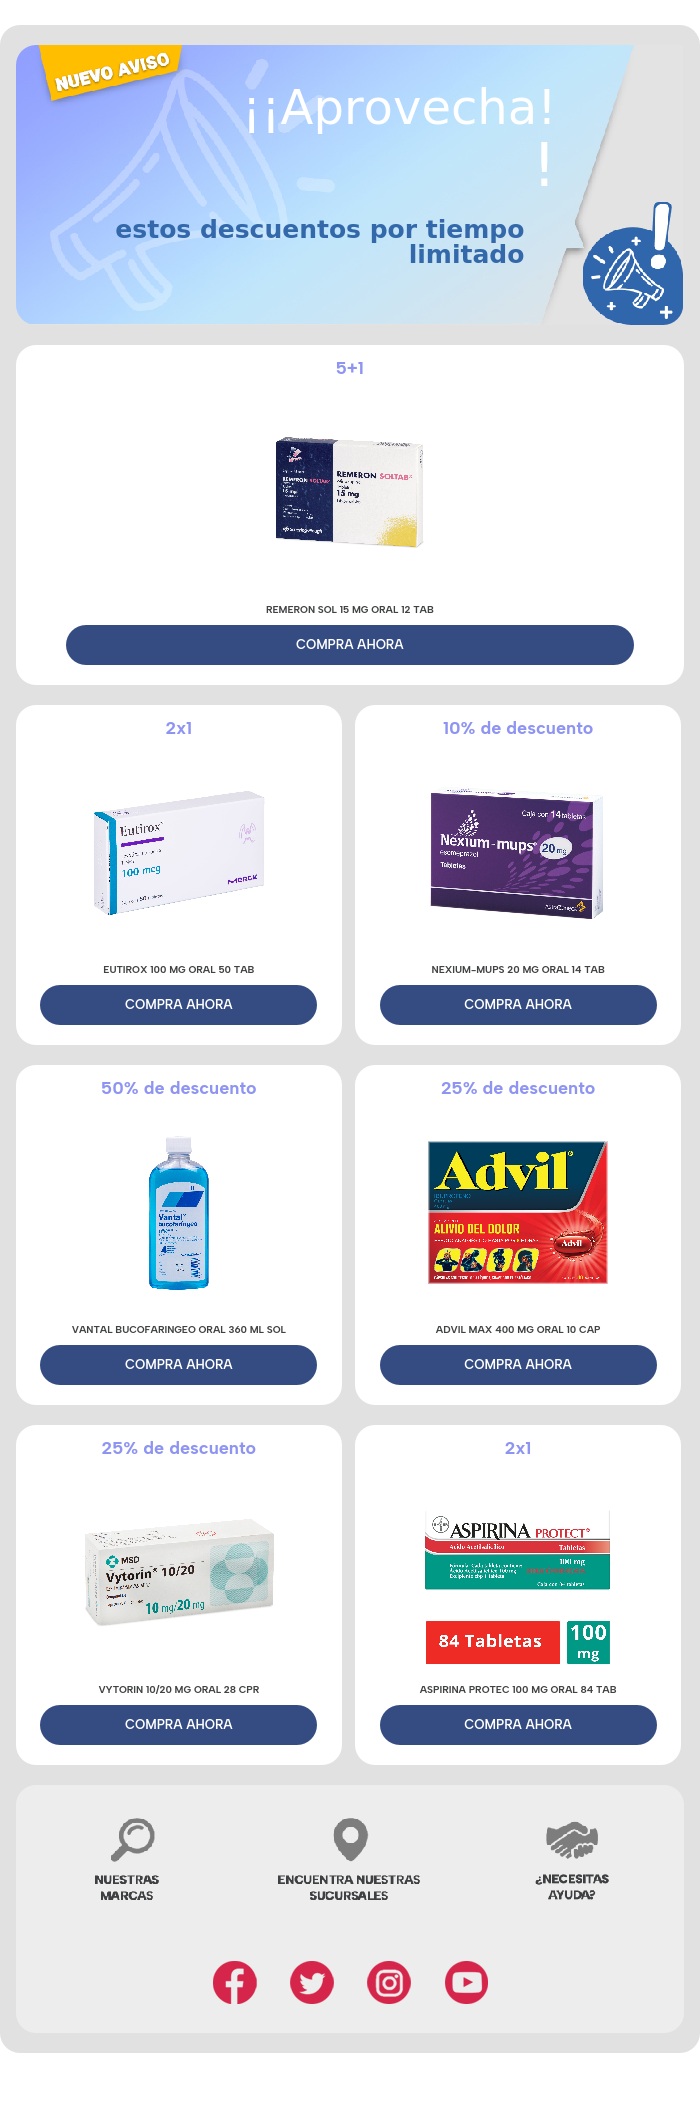 NUEVO AVISO
¡¡Aprovecha!
!
estos descuentos por tiempo
limitado
5+1
REMERON SOLTAB®
15 mg
REMERON SOLTAB®
15 mg
REMERON SOL 15 MG ORAL 12 TAB
COMPRA AHORA
2x1
Eutirox®
100 mcg
MERCK
EUTIROX 100 MG ORAL 50 TAB
COMPRA AHORA
10% de descuento
Caja con 14 tabletas
Nexium-mups® 20 mg
esomeprazol
Tabletas
AstraZeneca
NEXIUM-MUPS 20 MG ORAL 14 TAB
COMPRA AHORA
50% de descuento
Vantal®
bucofaríngeo
VANTAL BUCOFARINGEO ORAL 360 ML SOL
COMPRA AHORA
25% de descuento
Advil®
ALIVIO DEL DOLOR
Advil
ADVIL MAX 400 MG ORAL 10 CAP
COMPRA AHORA
25% de descuento
MSD
Vytorin® 10/20
10 mg/20 mg
VYTORIN 10/20 MG ORAL 28 CPR
COMPRA AHORA
2x1
ASPIRINA PROTECT®
Ácido Acetilsalicílico Tabletas
100 mg
84 Tabletas
100
mg
ASPIRINA PROTEC 100 MG ORAL 84 TAB
COMPRA AHORA
NUESTRAS
MARCAS
ENCUENTRA NUESTRAS
SUCURSALES
¿NECESITAS
AYUDA?